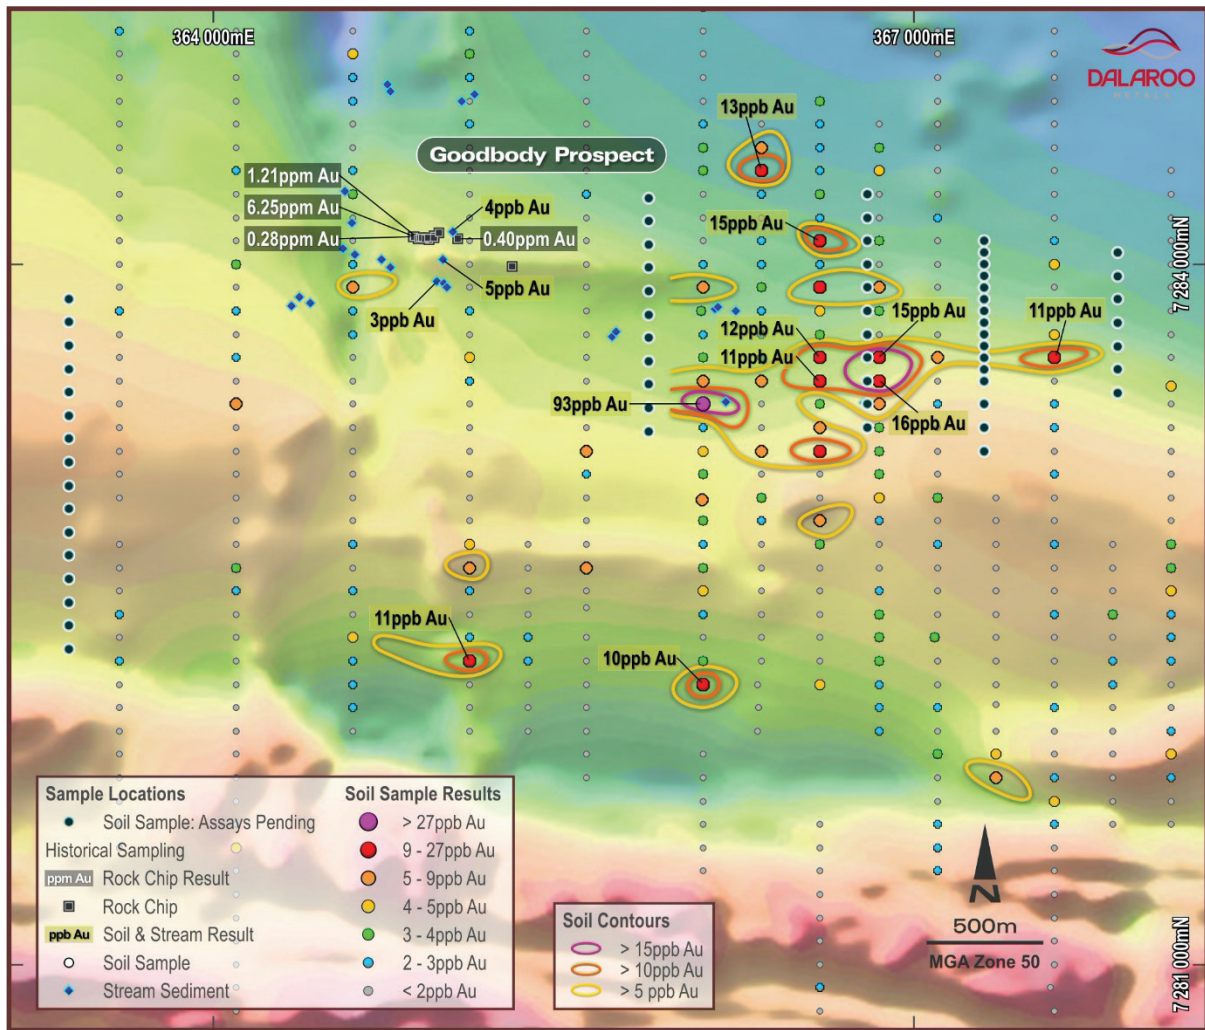 364 000mE
367 000mE
DALAROO
METALS
13ppb Au
Goodbody Prospect
1.21ppm Au
6.25ppm Au
0.28ppm Au
4ppb Au
0.40ppm Au
15ppb Au
7 284 000mN
5ppb Au
3ppb Au
12ppb Au
15ppb Au
11ppb Au
11ppb Au
93ppb Au
16ppb Au
11ppb Au
10ppb Au
Sample Locations
Soil Sample: Assays Pending
Historical Sampling
ppm Au Rock Chip Result
Rock Chip
ppb Au Soil & Stream Result
Soil Sample
Stream Sediment
Soil Sample Results
> 27ppb Au
9 - 27ppb Au
5 - 9ppb Au
4 - 5ppb Au
3 - 4ppb Au
2 - 3ppb Au
< 2ppb Au
Soil Contours
> 15ppb Au
> 10ppb Au
> 5 ppb Au
N
500m
MGA Zone 50
7 281 000mN